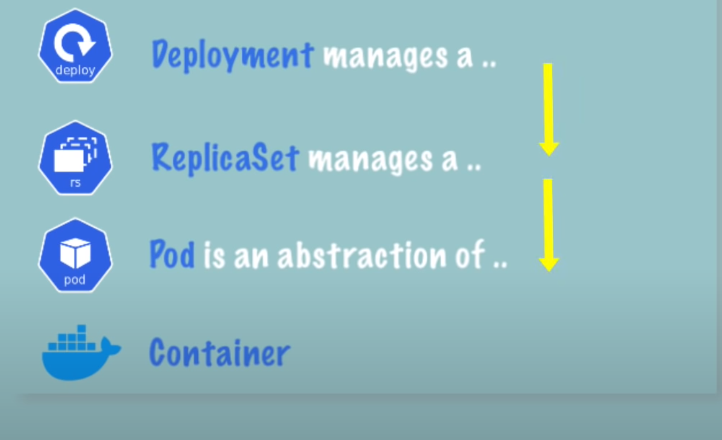 deploy
Deployment manages a ..
rs
ReplicaSet manages a ..
pod
Pod is an abstraction of ..
Container